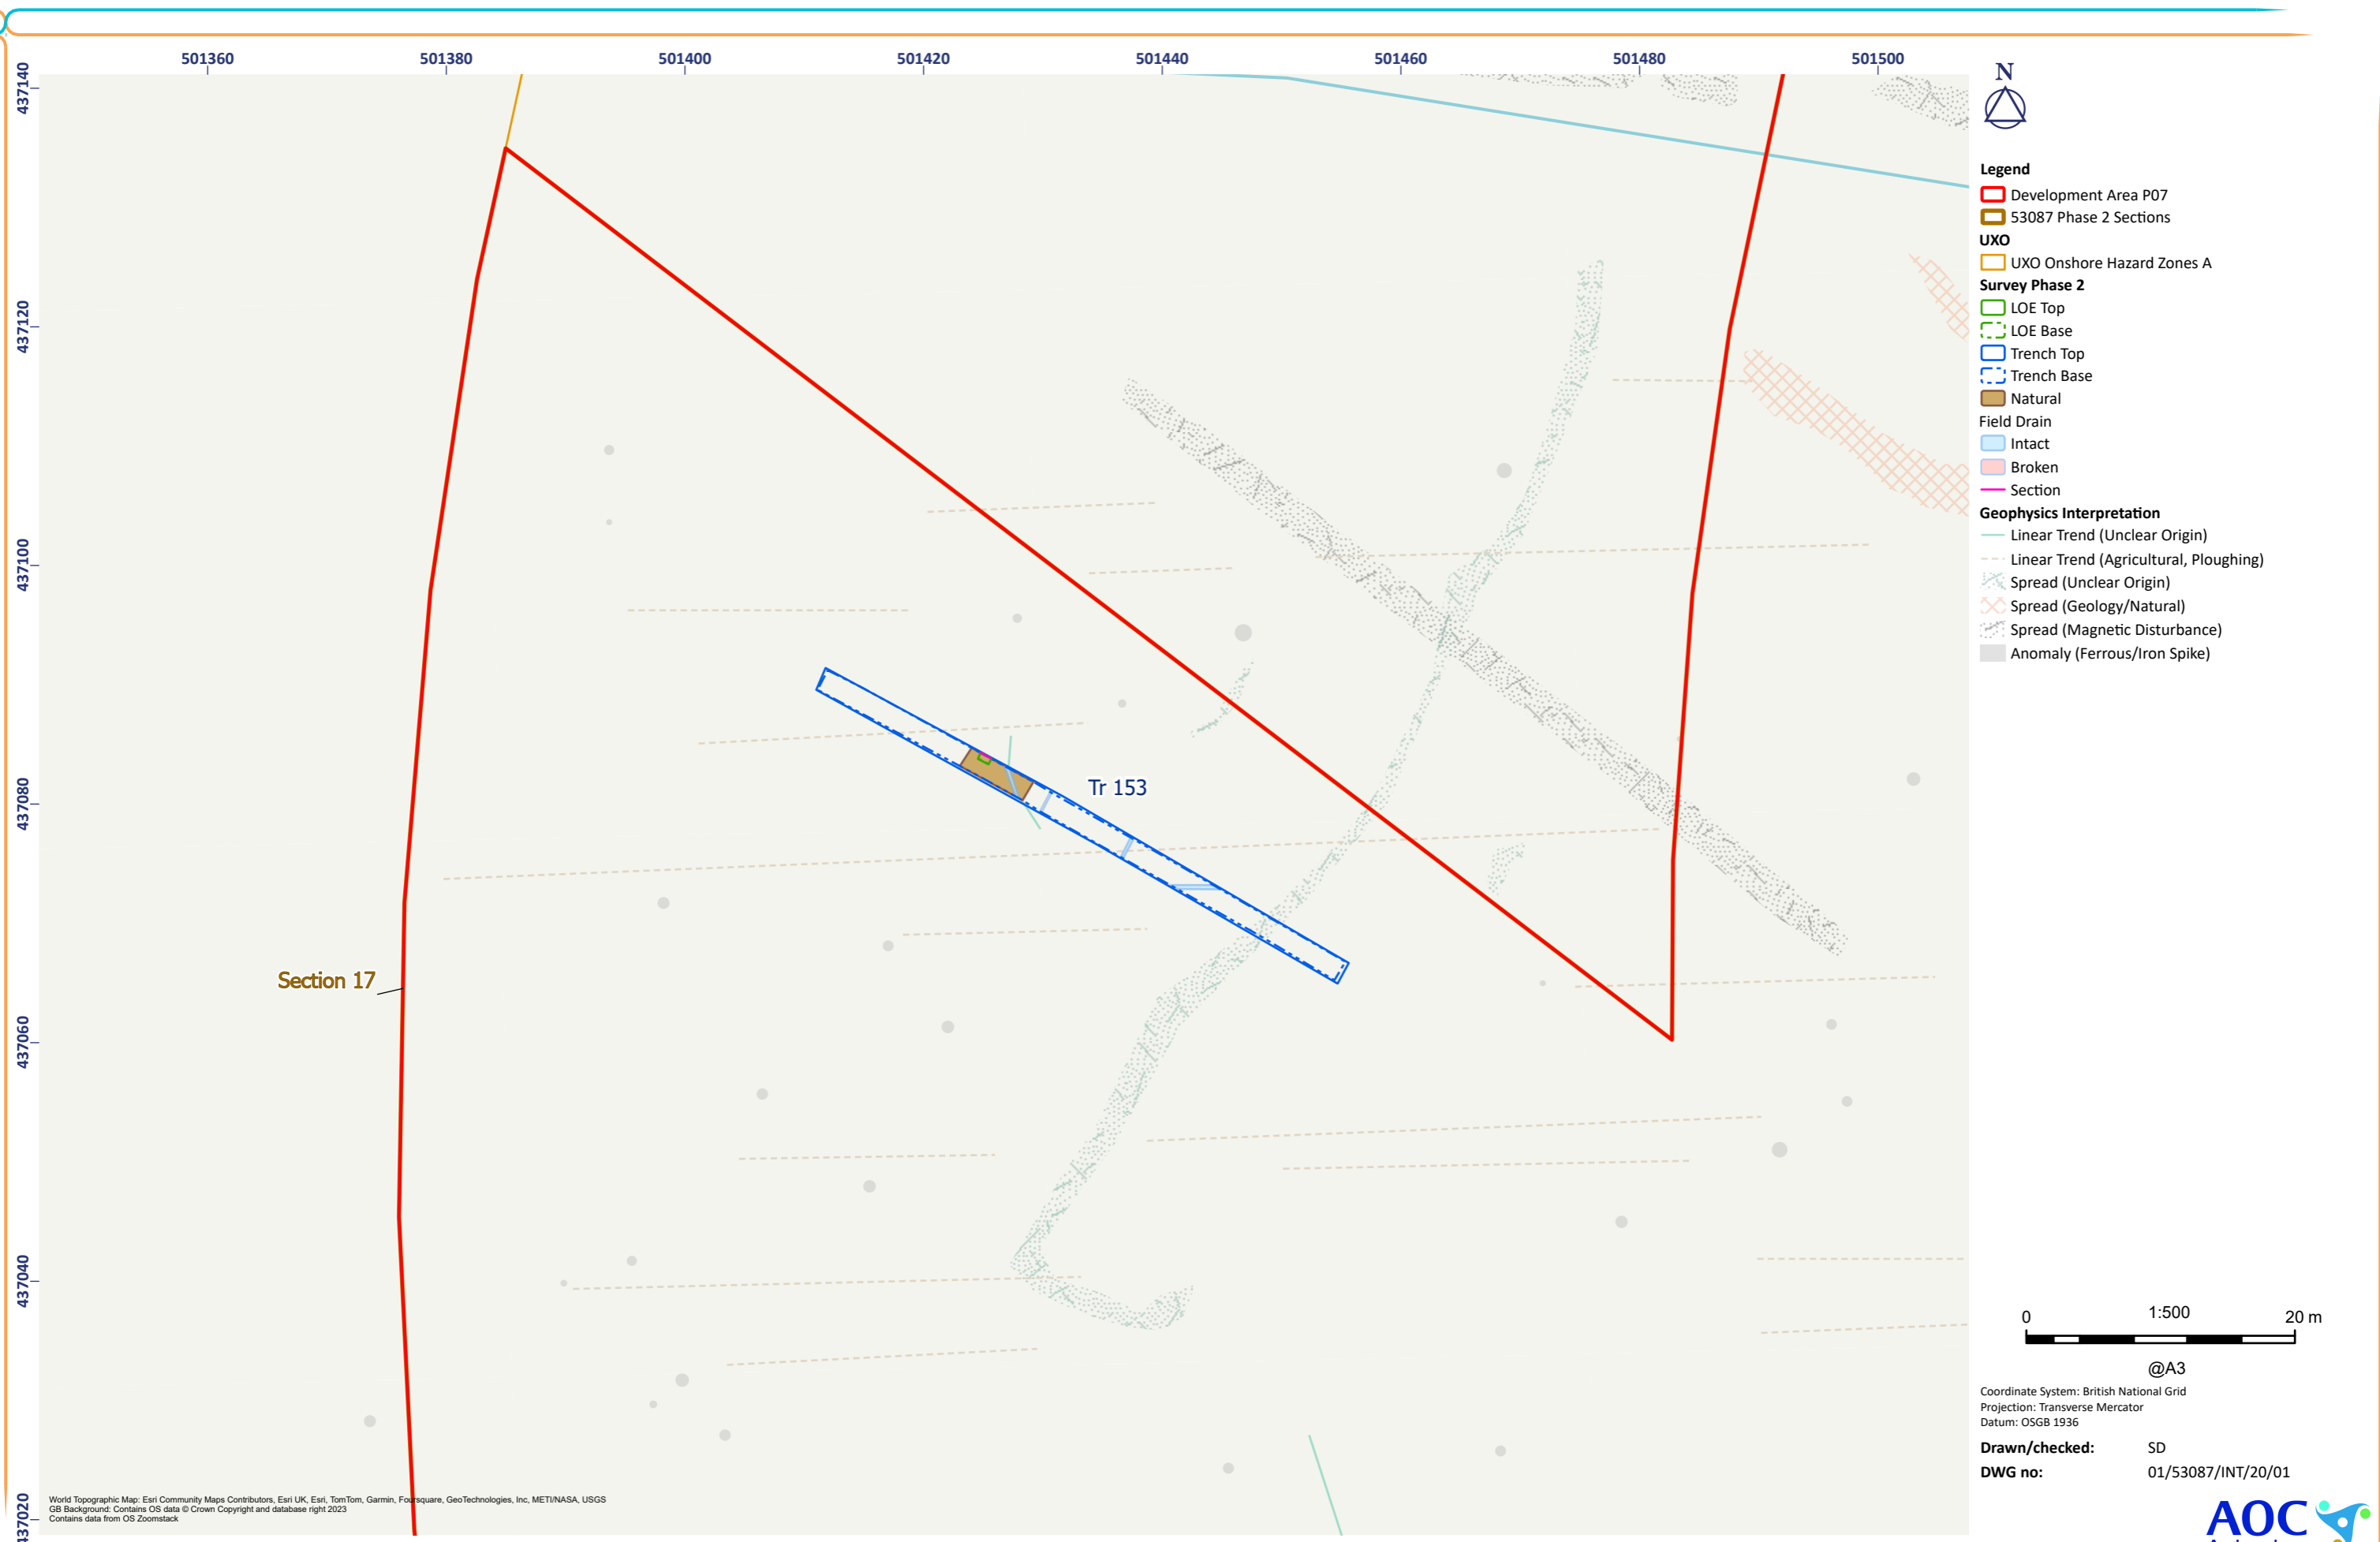 501360 501380 501400 501420 501440 501460 501480 501500
437140
437120
437100
437080
437060
437040
437020
N
Legend
Development Area P07
53087 Phase 2 Sections
UXO
UXO Onshore Hazard Zones A
Survey Phase 2
LOE Top
LOE Base
Trench Top
Trench Base
Natural
Field Drain
Intact
Broken
Section
Geophysics Interpretation
Linear Trend (Unclear Origin)
Linear Trend (Agricultural, Ploughing)
Spread (Unclear Origin)
Spread (Geology/Natural)
Spread (Magnetic Disturbance)
Anomaly (Ferrous/Iron Spike)
Tr 153
Section 17
0 1:500 20 m
@A3
Coordinate System: British National Grid
Projection: Transverse Mercator
Datum: OSGB 1936
Drawn/checked: SD
DWG no: 01/53087/INT/20/01
AOC
World Topographic Map: Esri Community Maps Contributors, Esri UK, Esri, TomTom, Garmin, Foursquare, GeoTechnologies, Inc, METI/NASA, USGS
GB Background: Contains OS data © Crown Copyright and database right 2023
Contains data from OS Zoomstack